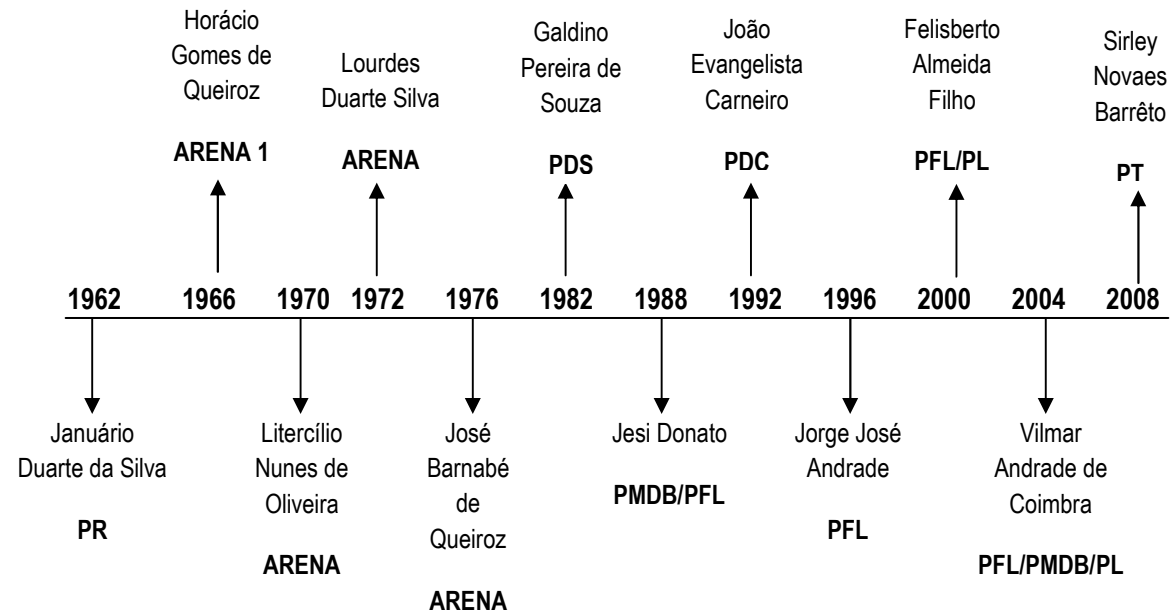 Horácio
Gomes de
Queiroz
ARENA 1
Lourdes
Duarte Silva
ARENA
Galdino
Pereira de
Souza
PDS
João
Evangelista
Carneiro
PDC
Felisberto
Almeida
Filho
PFL/PL
Sirley
Novaes
Barrêto
PT
1962 1966 1970 1972 1976 1982 1988 1992 1996 2000 2004 2008
Januário
Duarte da Silva
PR
Litercílio
Nunes de
Oliveira
ARENA
José
Barnabé
de
Queiroz
ARENA
Jesi Donato
PMDB/PFL
Jorge José
Andrade
PFL
Vilmar
Andrade de
Coimbra
PFL/PMDB/PL